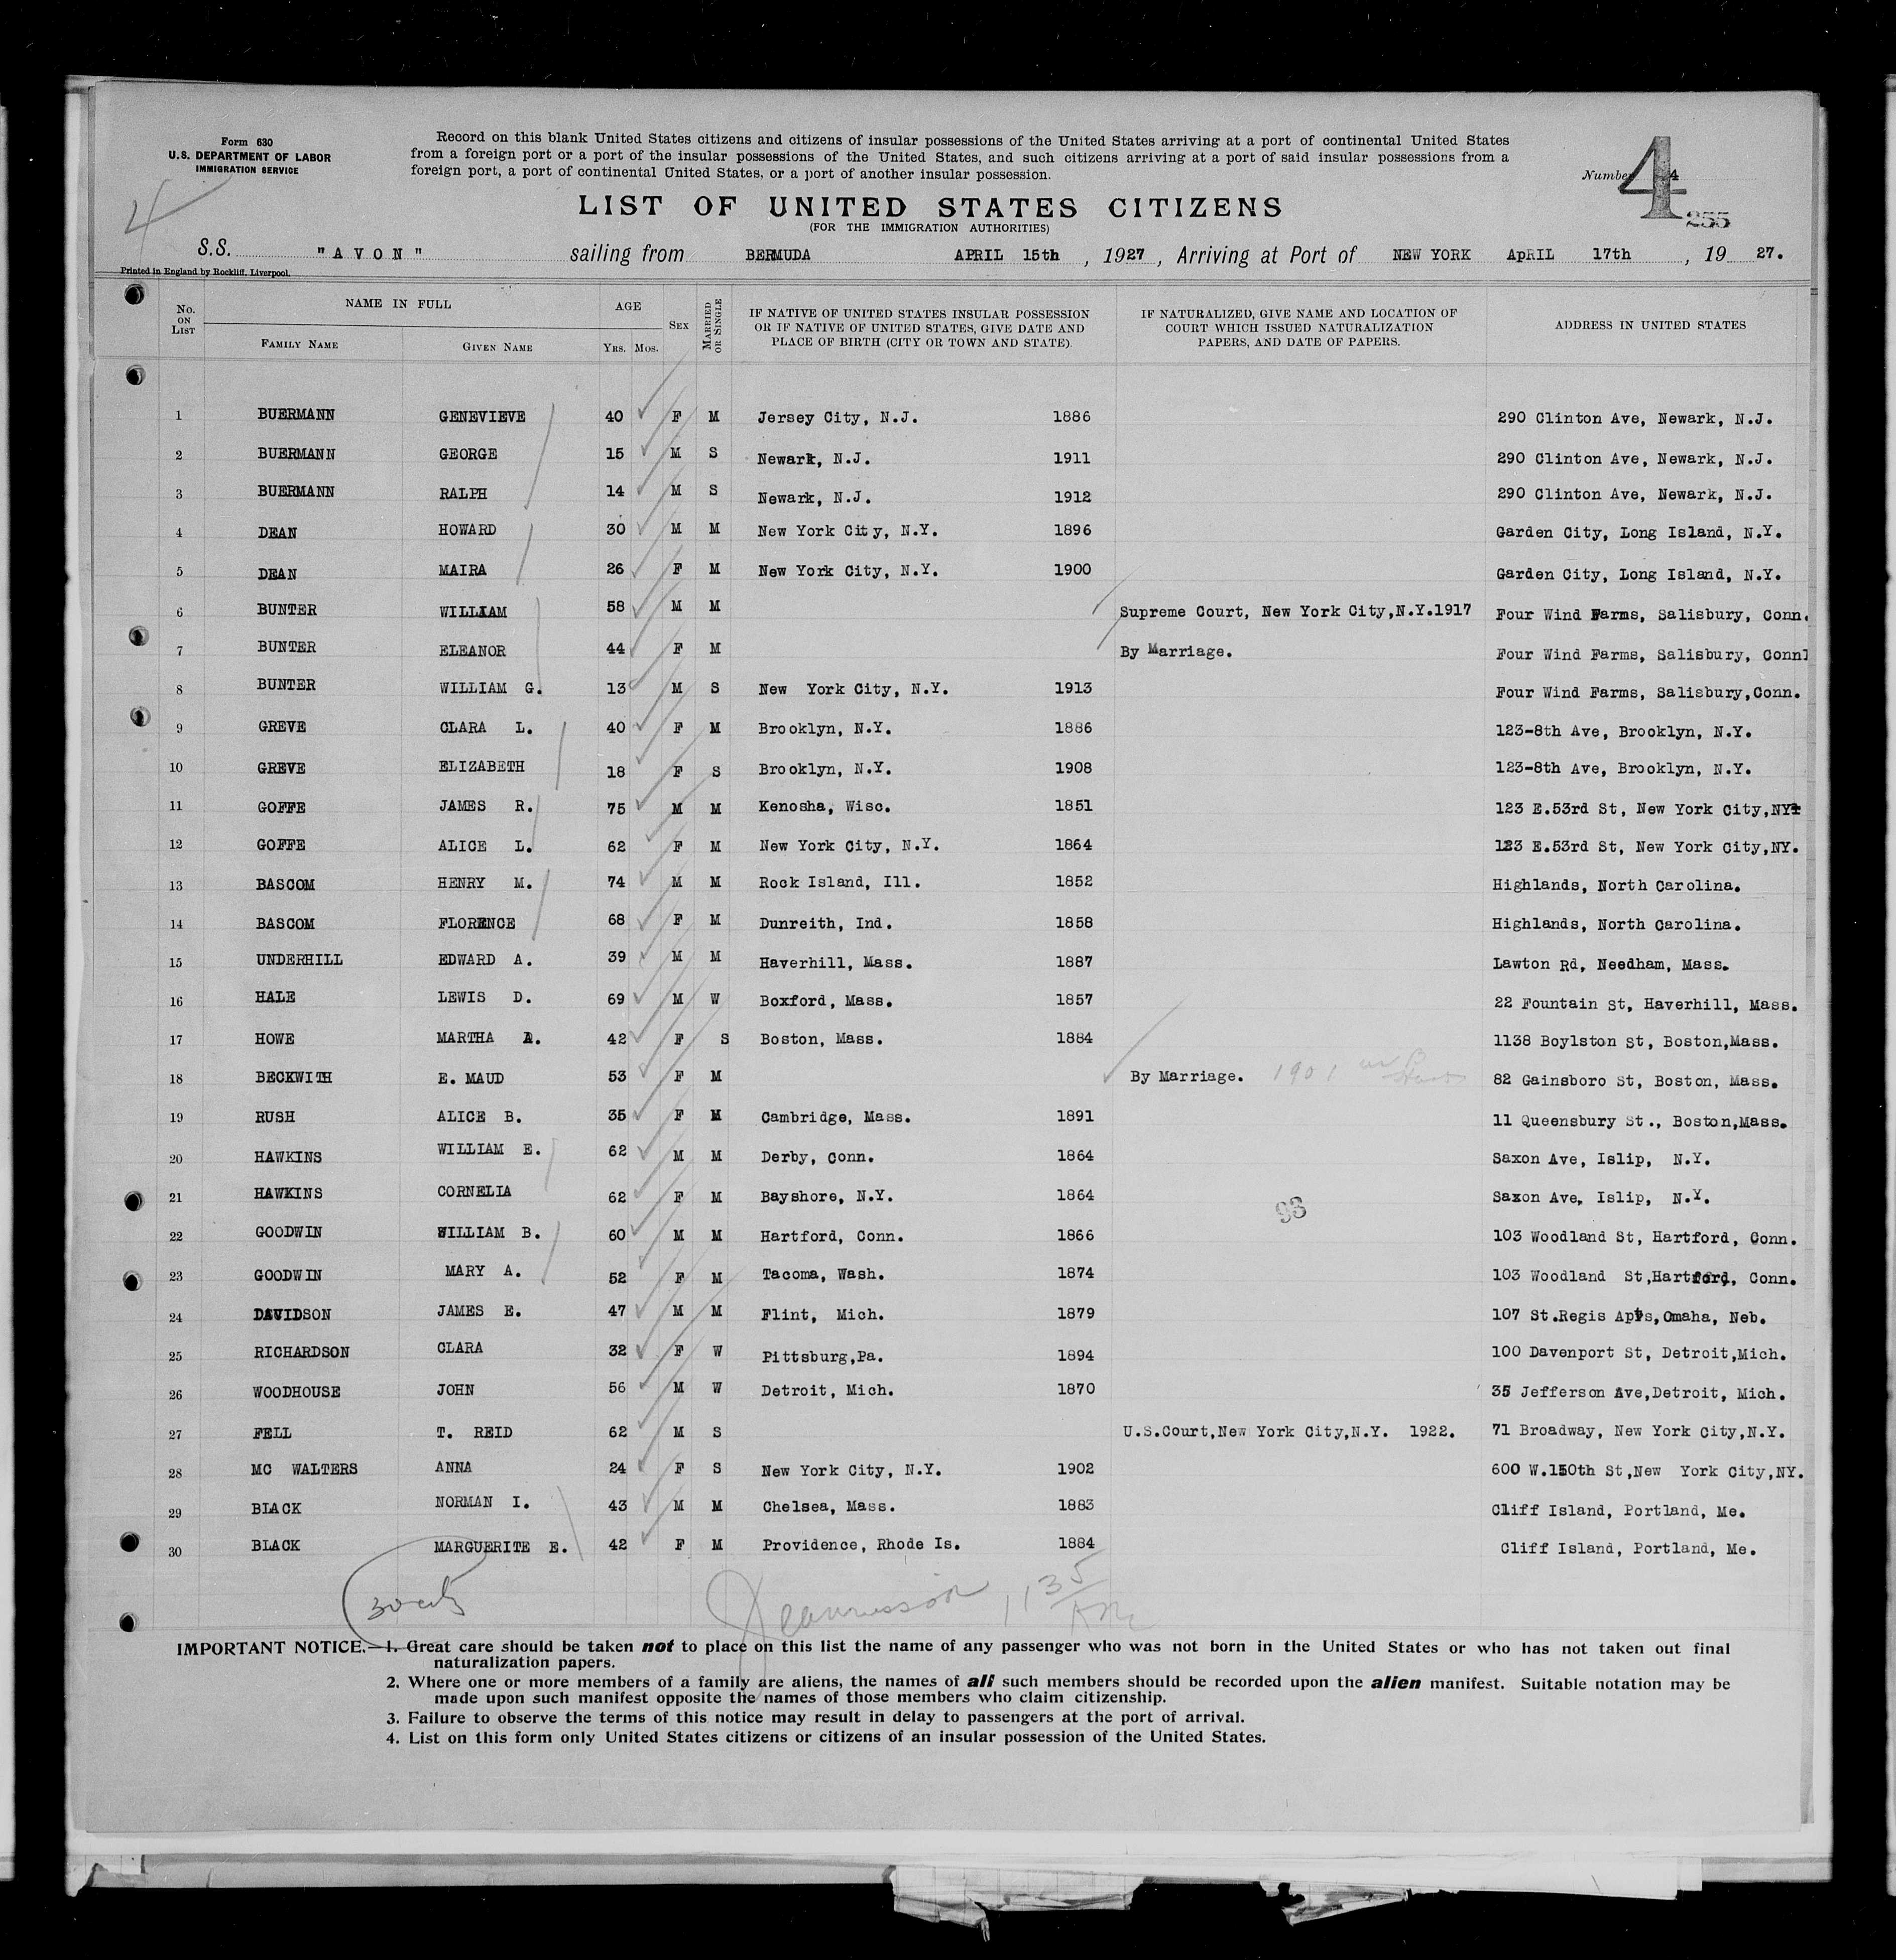 Form 630
U.S. DEPARTMENT OF LABOR
IMMIGRATION SERVICE
Record on this blank United States citizens and citizens of insular possessions of the United States arriving at a port of continental United States
from a foreign port or a port of the insular possessions of the United States, and such citizens arriving at a port of said insular possessions from a
foreign port, a port of continental United States, or a port of another insular possession.
Number 4
4
4
255
LIST OF UNITED STATES CITIZENS
(FOR THE IMMIGRATION AUTHORITIES)
S.S. "AVON" sailing from BERMUDA APRIL 15th, 1927, Arriving at Port of NEW YORK APRIL 17th, 19 27.
Printed in England by Rockliff, Liverpool.
No. ON LIST NAME IN FULL FAMILY NAME GIVEN NAME AGE YRS. MOS. SEX MARRIED OR SINGLE IF NATIVE OF UNITED STATES INSULAR POSSESSION OR IF NATIVE OF UNITED STATES, GIVE DATE AND PLACE OF BIRTH (CITY OR TOWN AND STATE). IF NATURALIZED, GIVE NAME AND LOCATION OF COURT WHICH ISSUED NATURALIZATION PAPERS, AND DATE OF PAPERS. ADDRESS IN UNITED STATES
1 BUERMANN GENEVIEVE 40 F M Jersey City, N.J. 1886 290 Clinton Ave, Newark, N.J.
2 BUERMANN GEORGE 15 M S Newark, N.J. 1911 290 Clinton Ave, Newark, N.J.
3 BUERMANN RALPH 14 M S Newark, N.J. 1912 290 Clinton Ave, Newark, N.J.
4 DEAN HOWARD 30 M M New York City, N.Y. 1896 Garden City, Long Island, N.Y.
5 DEAN MAIRA 26 F M New York City, N.Y. 1900 Garden City, Long Island, N.Y.
6 BUNTER WILLIAM 58 M M Supreme Court, New York City,N.Y.1917 Four Wind Farms, Salisbury, Conn.
7 BUNTER ELEANOR 44 F M By Marriage. Four Wind Farms, Salisbury, Conn
8 BUNTER WILLIAM G. 13 M S New York City, N.Y. 1913 Four Wind Farms, Salisbury,Conn.
9 GREVE CLARA L. 40 F M Brooklyn, N.Y. 1886 123-8th Ave, Brooklyn, N.Y.
10 GREVE ELIZABETH 18 F S Brooklyn, N.Y. 1908 123-8th Ave, Brooklyn, N.Y.
11 GOFFE JAMES R. 75 M M Kenosha, Wisc. 1851 123 E.53rd St, New York City,NY
12 GOFFE ALICE L. 62 F M New York City, N.Y. 1864 123 E.53rd St, New York City,NY.
13 BASCOM HENRY M. 74 M M Rock Island, Ill. 1852 Highlands, North Carolina.
14 BASCOM FLORENCE 68 F M Dunreith, Ind. 1858 Highlands, North Carolina.
15 UNDERHILL EDWARD A. 39 M M Haverhill, Mass. 1887 Lawton Rd, Needham, Mass.
16 HALE LEWIS D. 69 M W Boxford, Mass. 1857 22 Fountain St, Haverhill, Mass.
17 HOWE MARTHA A. 42 F S Boston, Mass. 1884 1138 Boylston St, Boston,Mass.
18 BECKWITH E. MAUD 53 F M By Marriage. 1901 82 Gainsboro St, Boston, Mass.
19 RUSH ALICE B. 35 F M Cambridge, Mass. 1891 11 Queensbury St., Boston,Mass.
20 HAWKINS WILLIAM E. 62 M M Derby, Conn. 1864 Saxon Ave, Islip, N.Y.
21 HAWKINS CORNELIA 62 F M Bayshore, N.Y. 1864 Saxon Ave, Islip, N.Y.
93
22 GOODWIN WILLIAM B. 60 M M Hartford, Conn. 1866 103 Woodland St, Hartford, Conn.
23 GOODWIN MARY A. 52 F M Tacoma, Wash. 1874 103 Woodland St,Hartford, Conn.
24 DAVIDSON JAMES E. 47 M M Flint, Mich. 1879 107 St.Regis Apts,Omaha, Neb.
25 RICHARDSON CLARA 32 F W Pittsburg,Pa. 1894 100 Davenport St, Detroit,Mich.
26 WOODHOUSE JOHN 56 M W Detroit, Mich. 1870 35 Jefferson Ave,Detroit, Mich.
27 FELL T. REID 62 M S U.S.Court,New York City,N.Y. 1922. 71 Broadway, New York City,N.Y.
28 MC WALTERS ANNA 24 F S New York City, N.Y. 1902 600 W.150th St,New York City,NY.
29 BLACK NORMAN I. 43 M M Chelsea, Mass. 1883 Cliff Island, Portland, Me.
30 BLACK MARGUERITE E. 42 F M Providence, Rhode Is. 1884 Cliff Island, Portland, Me.
IMPORTANT NOTICE.—1. Great care should be taken not to place on this list the name of any passenger who was not born in the United States or who has not taken out final
naturalization papers.
2. Where one or more members of a family are aliens, the names of all such members should be recorded upon the alien manifest. Suitable notation may be
made upon such manifest opposite the names of those members who claim citizenship.
3. Failure to observe the terms of this notice may result in delay to passengers at the port of arrival.
4. List on this form only United States citizens or citizens of an insular possession of the United States.